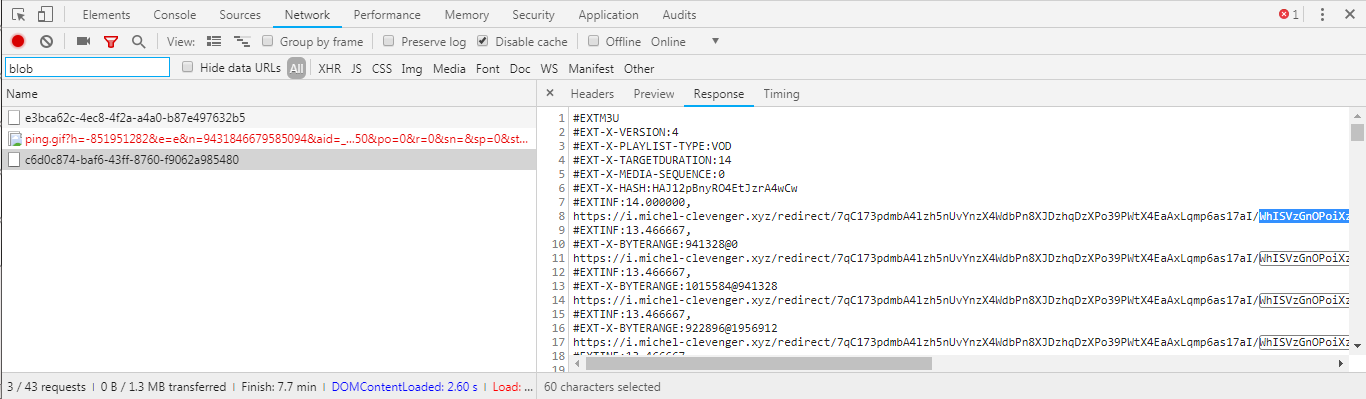 Elements Console Sources Network Performance Memory Security Application Audits 1
View: Group by frame Preserve log Disable cache Offline Online
blob Hide data URLs All XHR JS CSS Img Media Font Doc WS Manifest Other
Name
e3bca62c-4ec8-4f2a-a4a0-b87e497632b5
ping.gif?h=-851951282&e=e&n=9431846679585094&aid=_...50&po=0&r=0&sn=&sp=0&st...
c6d0c874-baf6-43ff-8760-f9062a985480
3 / 43 requests 0 B / 1.3 MB transferred Finish: 7.7 min DOMContentLoaded: 2.60 s Load: ...
Headers Preview Response Timing
1 #EXTM3U
2 #EXT-X-VERSION:4
3 #EXT-X-PLAYLIST-TYPE:VOD
4 #EXT-X-TARGETDURATION:14
5 #EXT-X-MEDIA-SEQUENCE:0
6 #EXT-X-HASH:HAJ12pBnyRO4EtJzrA4wCw
7 #EXTINF:14.000000,
8 https://i.michel-clevenger.xyz/redirect/7qC173pdmbA4lzh5nUvYnzX4WdbPn8XJDzhqDzXPo39PWtX4EaAxLqmp6as17aI/WhISVzGnOPoiXz
9 #EXTINF:13.466667,
10 #EXT-X-BYTERANGE:941328@0
11 https://i.michel-clevenger.xyz/redirect/7qC173pdmbA4lzh5nUvYnzX4WdbPn8XJDzhqDzXPo39PWtX4EaAxLqmp6as17aI/WhISVzGnOPoiXz
12 #EXTINF:13.466667,
13 #EXT-X-BYTERANGE:1015584@941328
14 https://i.michel-clevenger.xyz/redirect/7qC173pdmbA4lzh5nUvYnzX4WdbPn8XJDzhqDzXPo39PWtX4EaAxLqmp6as17aI/WhISVzGnOPoiXz
15 #EXTINF:13.466667,
16 #EXT-X-BYTERANGE:922896@1956912
17 https://i.michel-clevenger.xyz/redirect/7qC173pdmbA4lzh5nUvYnzX4WdbPn8XJDzhqDzXPo39PWtX4EaAxLqmp6as17aI/WhISVzGnOPoiXz
18 #EXTINF:13.466667
19
60 characters selected